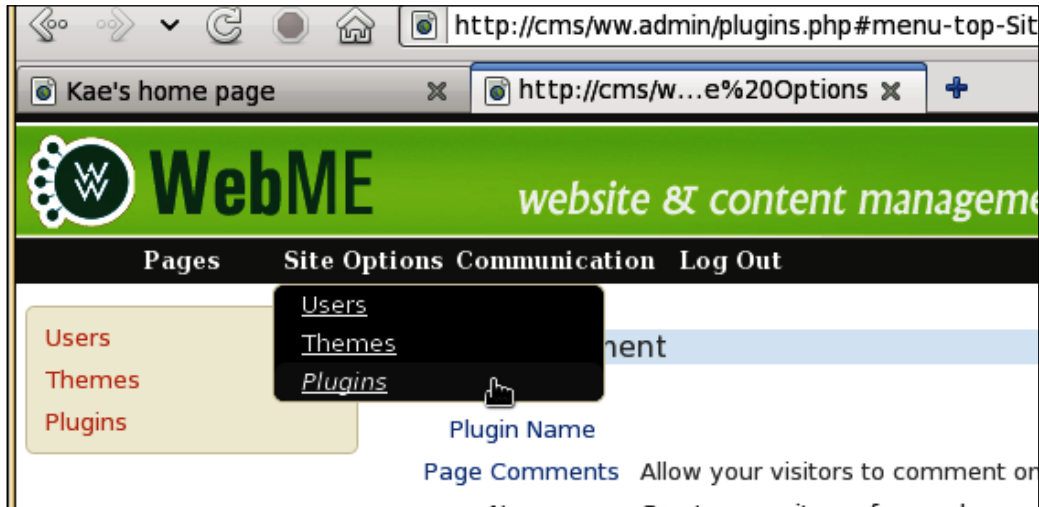 http://cms/ww.admin/plugins.php#menu-top-Sit
Kae's home page
http://cms/w...e%20Options
WebME
website & content manageme
Pages Site Options Communication Log Out
Users
Themes
Plugins
Users
Themes
Plugins
ment
Plugin Name
Page Comments Allow your visitors to comment on